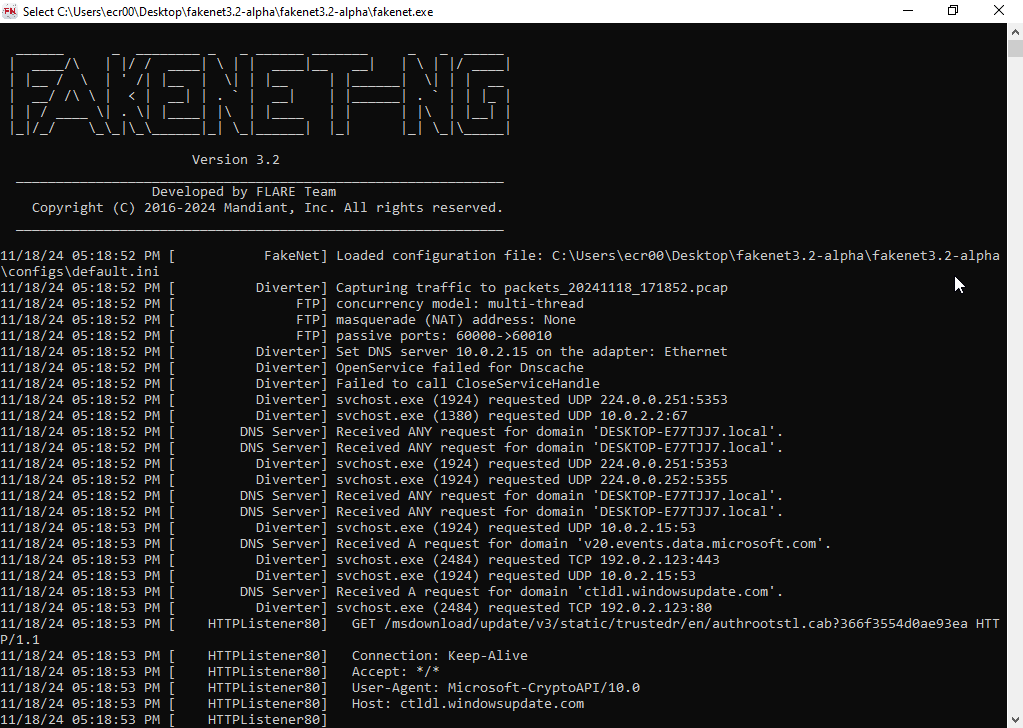 Select C:\Users\ecr00\Desktop\fakenet3.2-alpha\fakenet3.2-alpha\fakenet.exe
FAKENET-NG
Version 3.2
Developed by FLARE Team
Copyright (C) 2016-2024 Mandiant, Inc. All rights reserved.
11/18/24 05:18:52 PM [ FakeNet] Loaded configuration file: C:\Users\ecr00\Desktop\fakenet3.2-alpha\fakenet3.2-alpha
\configs\default.ini
11/18/24 05:18:52 PM [ Diverter] Capturing traffic to packets_20241118_171852.pcap
11/18/24 05:18:52 PM [ FTP] concurrency model: multi-thread
11/18/24 05:18:52 PM [ FTP] masquerade (NAT) address: None
11/18/24 05:18:52 PM [ FTP] passive ports: 60000->60010
11/18/24 05:18:52 PM [ Diverter] Set DNS server 10.0.2.15 on the adapter: Ethernet
11/18/24 05:18:52 PM [ Diverter] OpenService failed for Dnscache
11/18/24 05:18:52 PM [ Diverter] Failed to call CloseServiceHandle
11/18/24 05:18:52 PM [ Diverter] svchost.exe (1924) requested UDP 224.0.0.251:5353
11/18/24 05:18:52 PM [ Diverter] svchost.exe (1380) requested UDP 10.0.2.2:67
11/18/24 05:18:52 PM [ DNS Server] Received ANY request for domain 'DESKTOP-E77TJJ7.local'.
11/18/24 05:18:52 PM [ DNS Server] Received ANY request for domain 'DESKTOP-E77TJJ7.local'.
11/18/24 05:18:52 PM [ Diverter] svchost.exe (1924) requested UDP 224.0.0.251:5353
11/18/24 05:18:52 PM [ Diverter] svchost.exe (1924) requested UDP 224.0.0.252:5355
11/18/24 05:18:52 PM [ DNS Server] Received ANY request for domain 'DESKTOP-E77TJJ7.local'.
11/18/24 05:18:52 PM [ DNS Server] Received ANY request for domain 'DESKTOP-E77TJJ7.local'.
11/18/24 05:18:53 PM [ Diverter] svchost.exe (1924) requested UDP 10.0.2.15:53
11/18/24 05:18:53 PM [ DNS Server] Received A request for domain 'v20.events.data.microsoft.com'.
11/18/24 05:18:53 PM [ Diverter] svchost.exe (2484) requested TCP 192.0.2.123:443
11/18/24 05:18:53 PM [ Diverter] svchost.exe (1924) requested UDP 10.0.2.15:53
11/18/24 05:18:53 PM [ DNS Server] Received A request for domain 'ctldl.windowsupdate.com'.
11/18/24 05:18:53 PM [ Diverter] svchost.exe (2484) requested TCP 192.0.2.123:80
11/18/24 05:18:53 PM [ HTTPListener80] GET /msdownload/update/v3/static/trustedr/en/authrootstl.cab?366f3554d0ae93ea HTT
P/1.1
11/18/24 05:18:53 PM [ HTTPListener80] Connection: Keep-Alive
11/18/24 05:18:53 PM [ HTTPListener80] Accept: */*
11/18/24 05:18:53 PM [ HTTPListener80] User-Agent: Microsoft-CryptoAPI/10.0
11/18/24 05:18:53 PM [ HTTPListener80] Host: ctldl.windowsupdate.com
11/18/24 05:18:53 PM [ HTTPListener80]